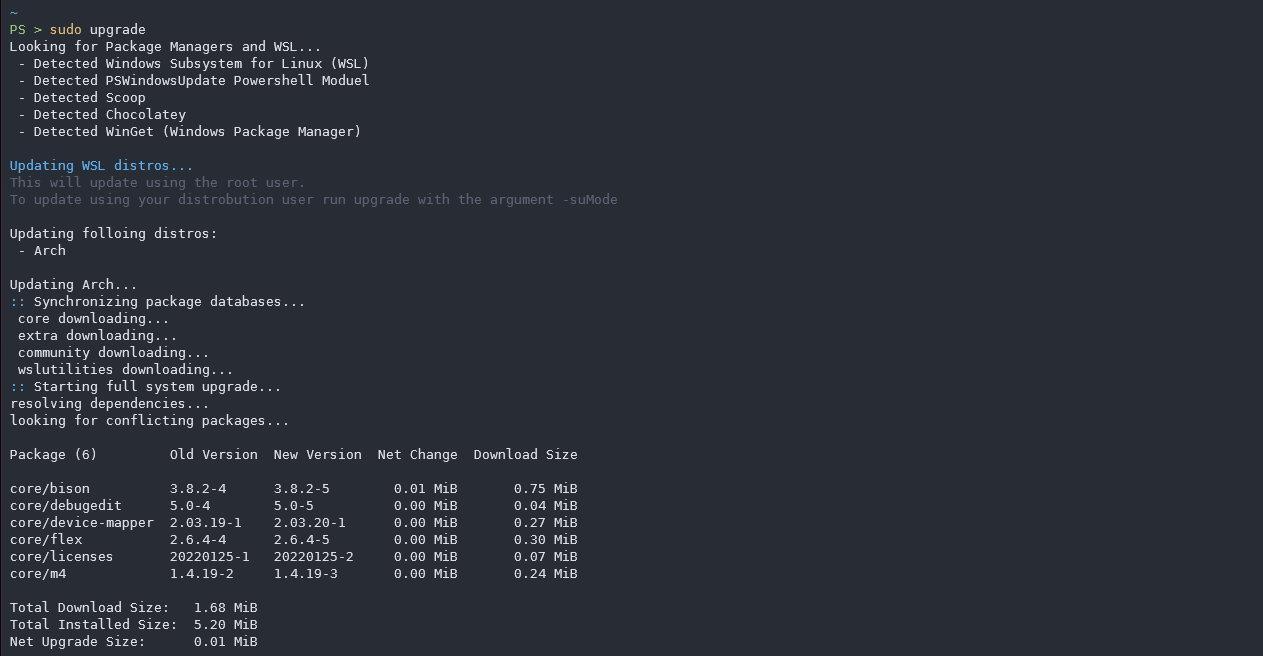 ~
PS > sudo upgrade
Looking for Package Managers and WSL...
 - Detected Windows Subsystem for Linux (WSL)
 - Detected PSWindowsUpdate Powershell Moduel
 - Detected Scoop
 - Detected Chocolatey
 - Detected WinGet (Windows Package Manager)
Updating WSL distros...
This will update using the root user.
To update using your distrobution user run upgrade with the argument -suMode
Updating folloing distros:
 - Arch
Updating Arch...
:: Synchronizing package databases...
 core downloading...
 extra downloading...
 community downloading...
 wslutilities downloading...
:: Starting full system upgrade...
resolving dependencies...
looking for conflicting packages...
Package (6)         Old Version  New Version  Net Change  Download Size
core/bison          3.8.2-4      3.8.2-5        0.01 MiB       0.75 MiB
core/debugedit      5.0-4        5.0-5          0.00 MiB       0.04 MiB
core/device-mapper  2.03.19-1    2.03.20-1      0.00 MiB       0.27 MiB
core/flex           2.6.4-4      2.6.4-5        0.00 MiB       0.30 MiB
core/licenses       20220125-1   20220125-2     0.00 MiB       0.07 MiB
core/m4             1.4.19-2     1.4.19-3       0.00 MiB       0.24 MiB
Total Download Size:   1.68 MiB
Total Installed Size:  5.20 MiB
Net Upgrade Size:      0.01 MiB